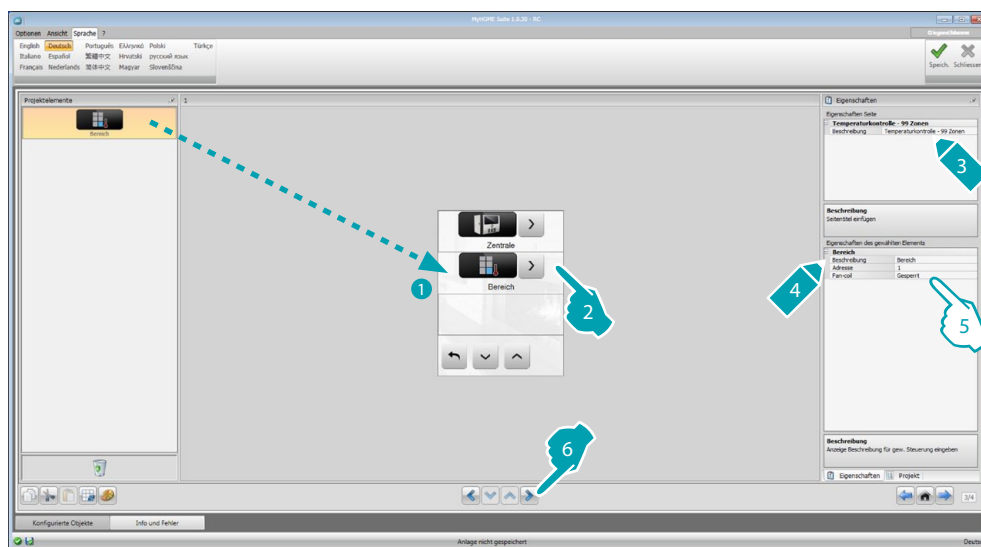 MyHOME Suite 1.0.30 - RC
Optionen Ansicht Sprache ?
English Deutsch Português Ελληνικά Polski Türkçe
Italiano Español 繁體中文 Hrvatski русский язык
Français Nederlands 简体中文 Magyar Slovenščina
Speich. Schliessen
Projektelemente
1
Bereich
Eigenschaften
Eigenschaften Seite
Temperaturkontrolle - 99 Zonen
Beschreibung Temperaturkontrolle - 99 Zonen
3
Beschreibung
Seitentitel einfügen
Zentrale
Bereich
1
2
Eigenschaften des gewählten Elements
Bereich
Beschreibung Bereich
Adresse 1
Fan-coil Gesperrt
4
5
6
Beschreibung
Anzeige Beschreibung für gew. Steuerung eingeben
Eigenschaften Projekt
3/4
Konfigurierte Objekte Info und Fehler
Anlage nicht gespeichert